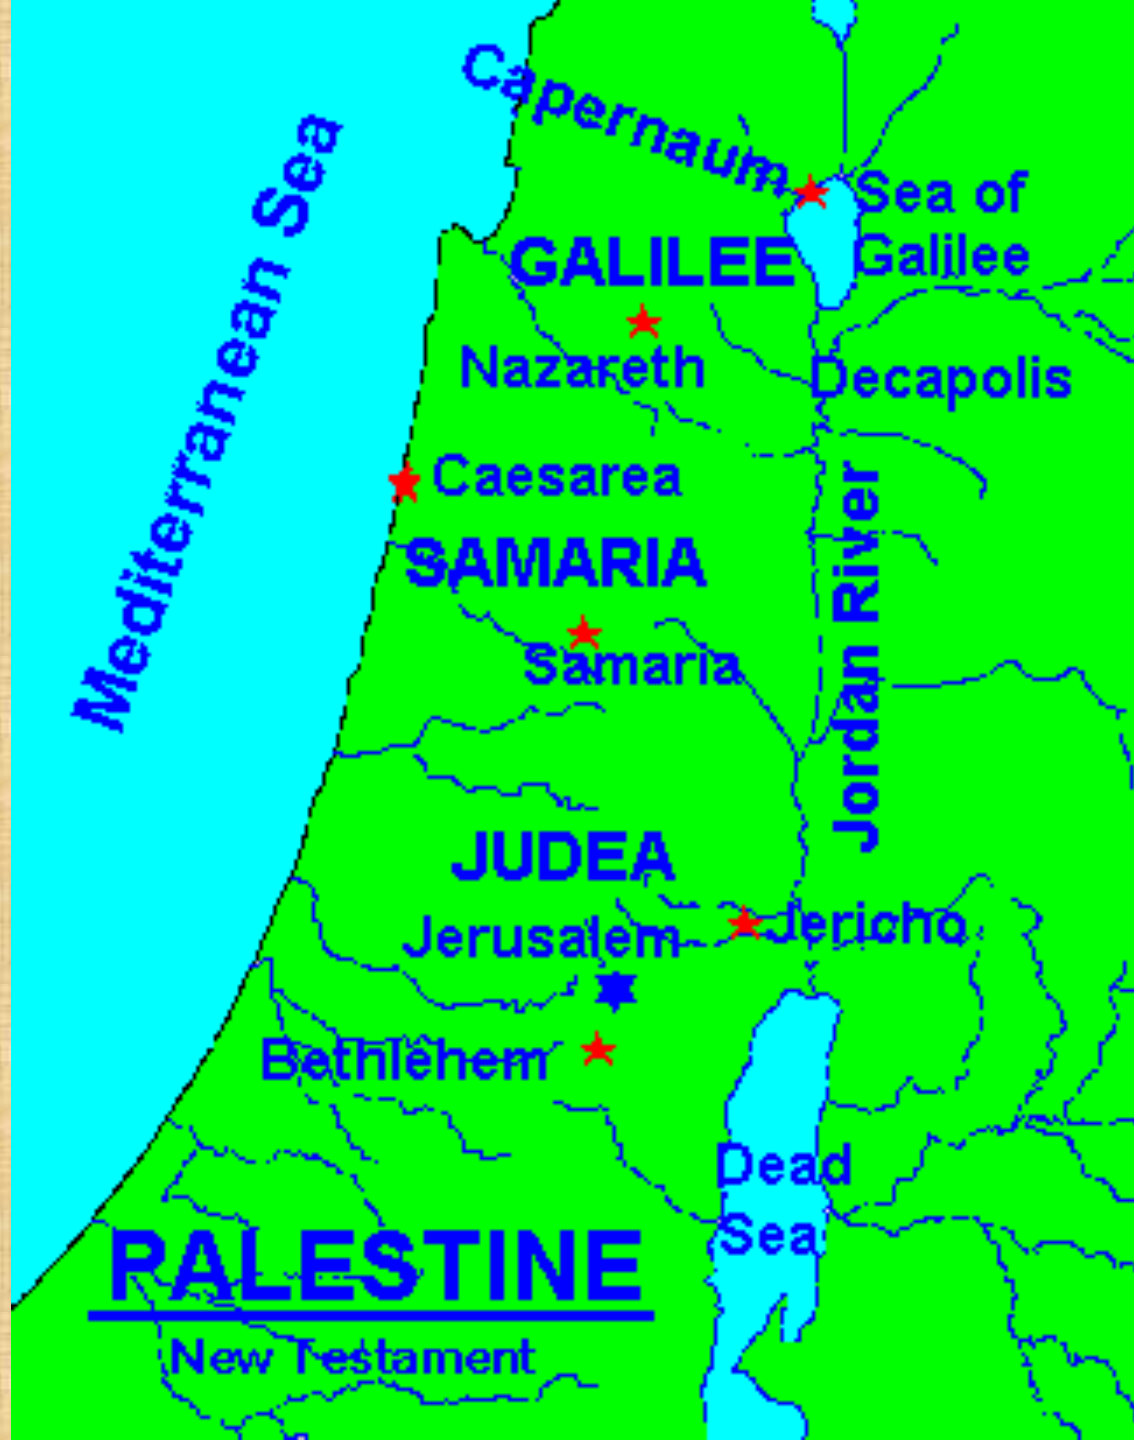 Capernaum
Mediterranean Sea
Sea of
Galilee
GALILEE
Nazareth
Decapolis
Caesarea
Jordan River
SAMARIA
Samaria
JUDEA
Jerusalem
Jericho
Bethlehem
Dead
Sea
PALESTINE
New Testament